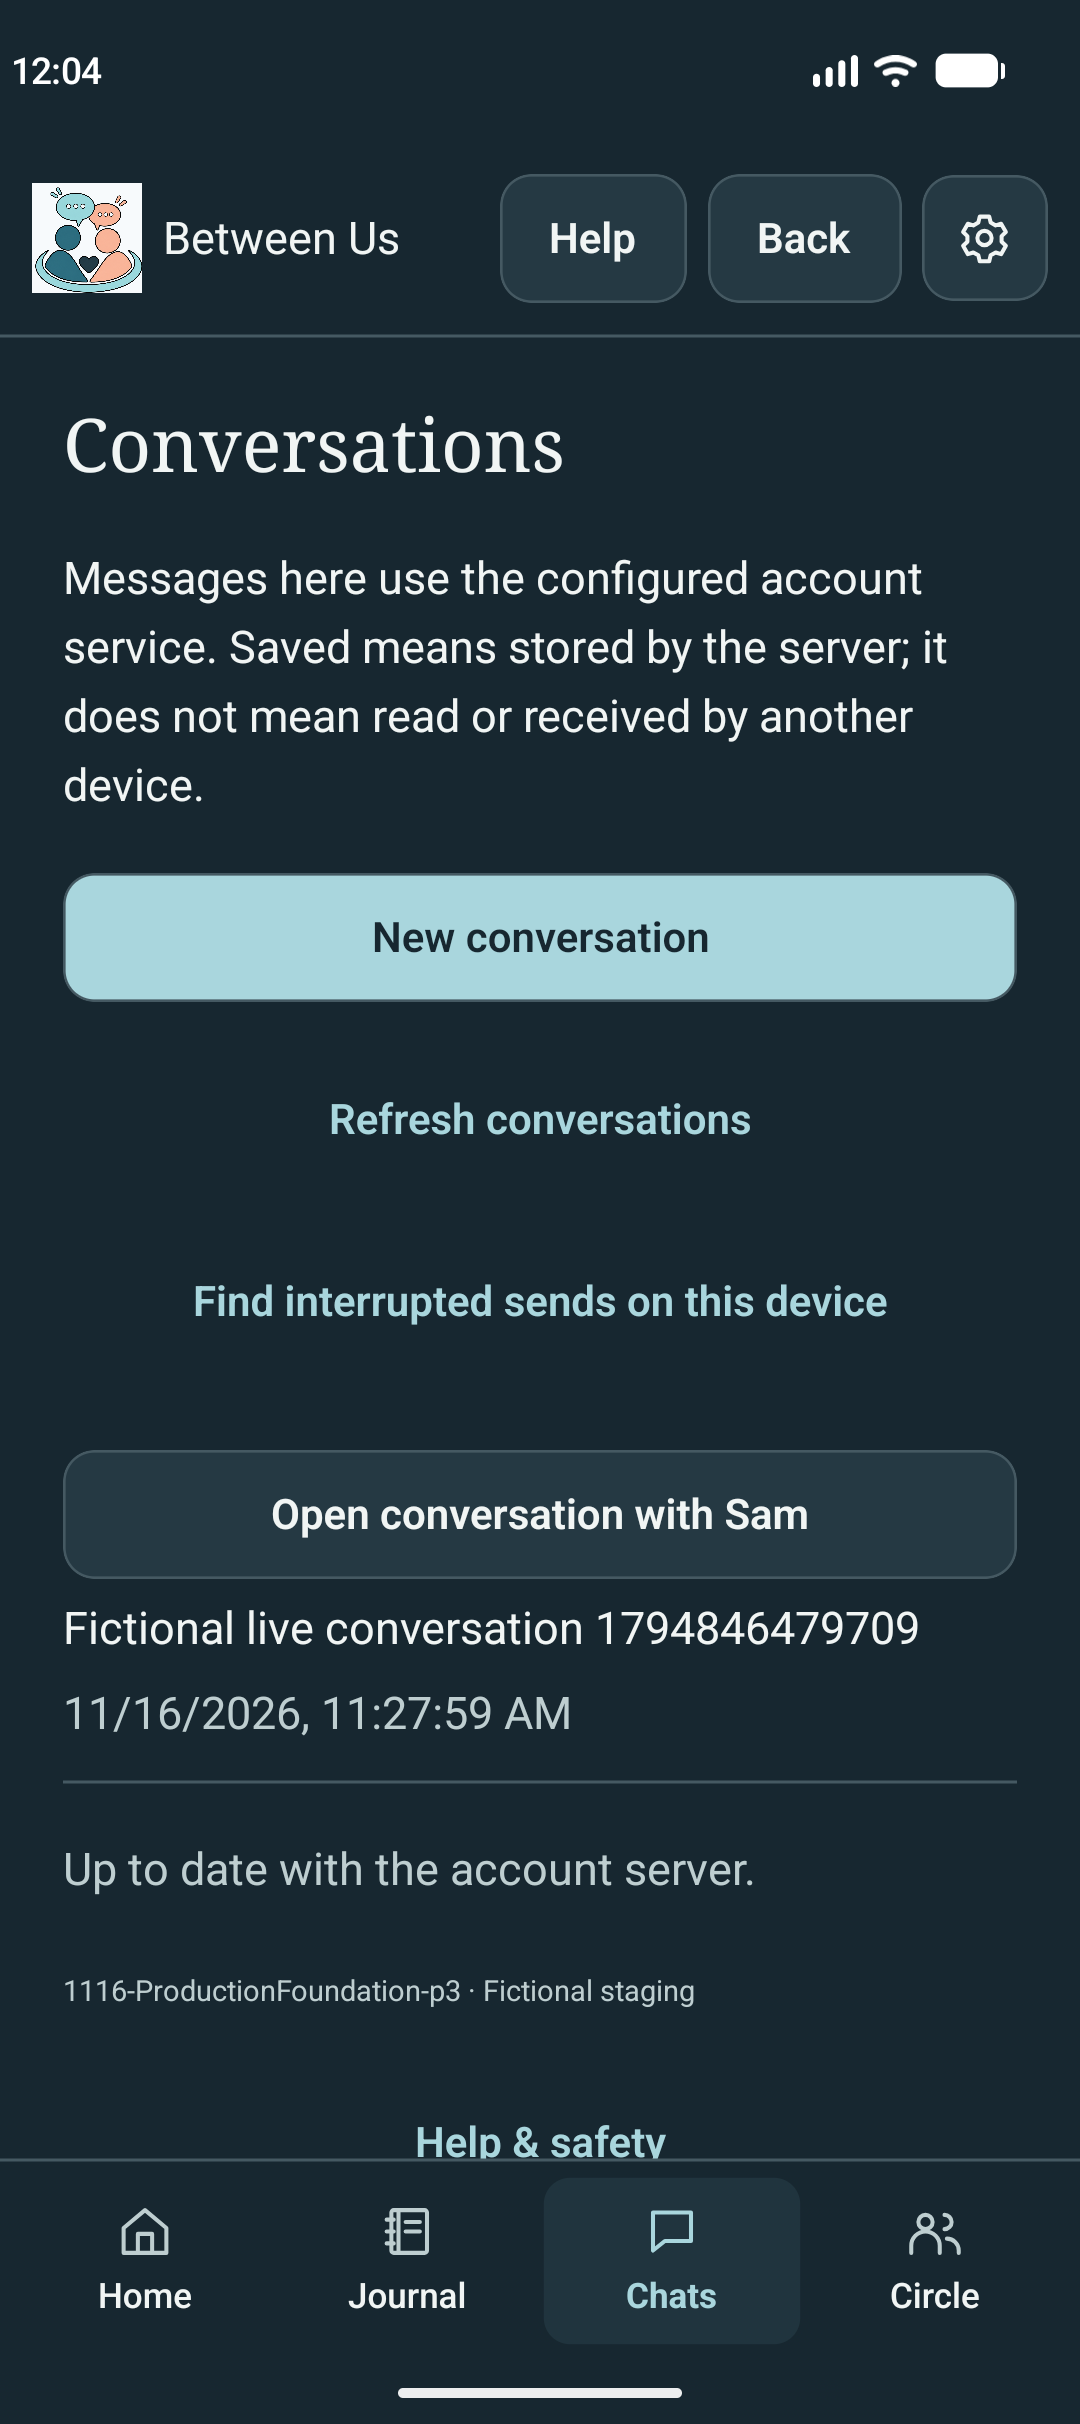 12:04
Between Us
Help
Back
Conversations
Messages here use the configured account
service. Saved means stored by the server; it
does not mean read or received by another
device.
New conversation
Refresh conversations
Find interrupted sends on this device
Open conversation with Sam
Fictional live conversation 1794846479709
11/16/2026, 11:27:59 AM
Up to date with the account server.
1116-ProductionFoundation-p3 · Fictional staging
Help & safety
Home
Journal
Chats
Circle